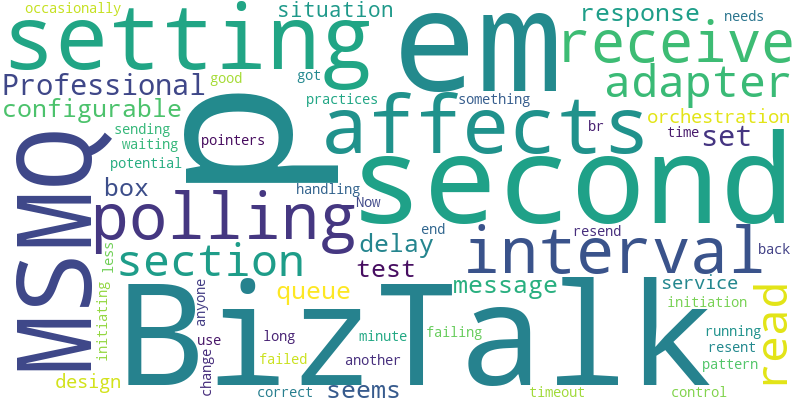 occasionally
situation
response
needs
setting
em
receive
Professional
got
good
adapter
configurable
practices
something
p
affects
orchestration
sending
waiting
pointers
br
time
set
potential
MSMQ
box
handling
Now
second
polling
end
resend
section
delay
interval
back
test
less
queue
message
service
read
initiating
anyone
BizTalk
initiation
use
long
minute
failing
running
resent
change
failed
another
pattern
design
correct
seems
timeout
control